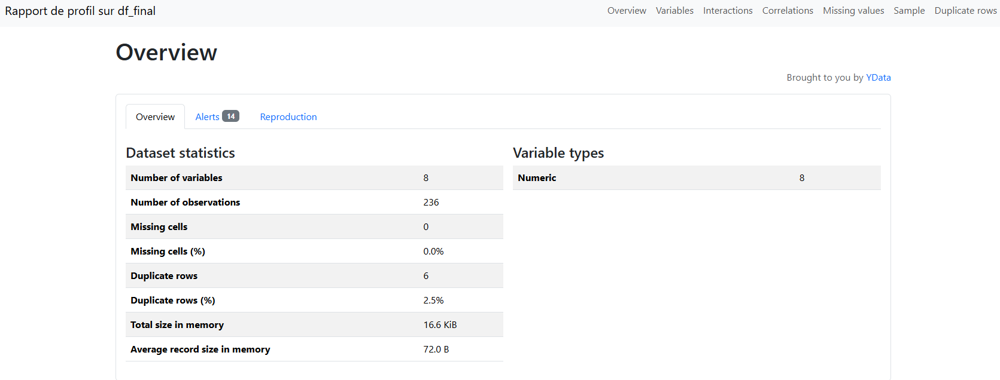 Rapport de profil sur df_final
Overview Variables Interactions Correlations Missing values Sample Duplicate rows
Overview
Brought to you by YData
Overview Alerts 14 Reproduction
Dataset statistics
Number of variables 8
Number of observations 236
Missing cells 0
Missing cells (%) 0.0%
Duplicate rows 6
Duplicate rows (%) 2.5%
Total size in memory 16.6 KiB
Average record size in memory 72.0 B
Variable types
Numeric 8